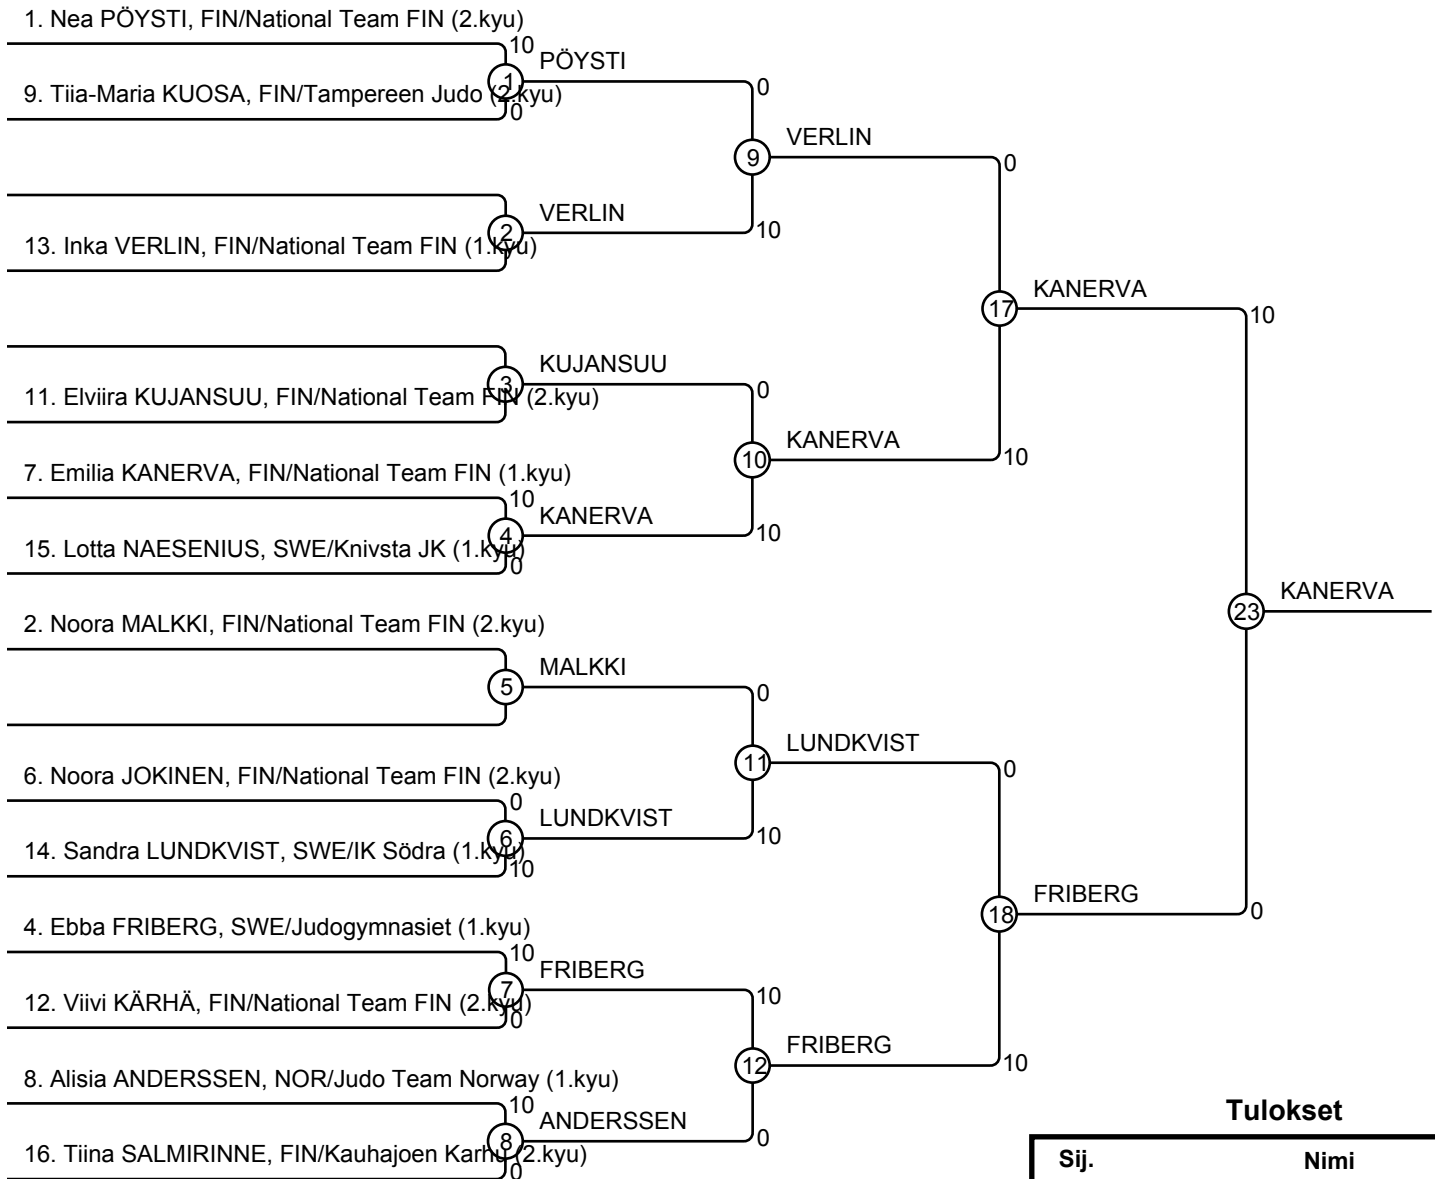 1. Nea PÖYSTI, FIN/National Team FIN (2.kyu)
10
PÖYSTI
1
0
9. Tiia-Maria KUOSA, FIN/Tampereen Judo (2.kyu)
0
VERLIN
9
0
VERLIN
2
10
13. Inka VERLIN, FIN/National Team FIN (1.kyu)
KANERVA
17
10
KUJANSUU
3
0
11. Elviira KUJANSUU, FIN/National Team FIN (2.kyu)
KANERVA
10
10
7. Emilia KANERVA, FIN/National Team FIN (1.kyu)
10
KANERVA
4
10
15. Lotta NAESENIUS, SWE/Knivsta JK (1.kyu)
0
KANERVA
23
2. Noora MALKKI, FIN/National Team FIN (2.kyu)
MALKKI
5
0
LUNDKVIST
11
0
6. Noora JOKINEN, FIN/National Team FIN (2.kyu)
0
LUNDKVIST
6
10
14. Sandra LUNDKVIST, SWE/IK Södra (1.kyu)
10
FRIBERG
18
0
4. Ebba FRIBERG, SWE/Judogymnasiet (1.kyu)
10
FRIBERG
7
10
12. Viivi KÄRHÄ, FIN/National Team FIN (2.kyu)
0
FRIBERG
12
10
8. Alisia ANDERSSEN, NOR/Judo Team Norway (1.kyu)
10
ANDERSSEN
8
0
16. Tiina SALMIRINNE, FIN/Kauhajoen Karhu (2.kyu)
0
Tulokset
Sij. Nimi